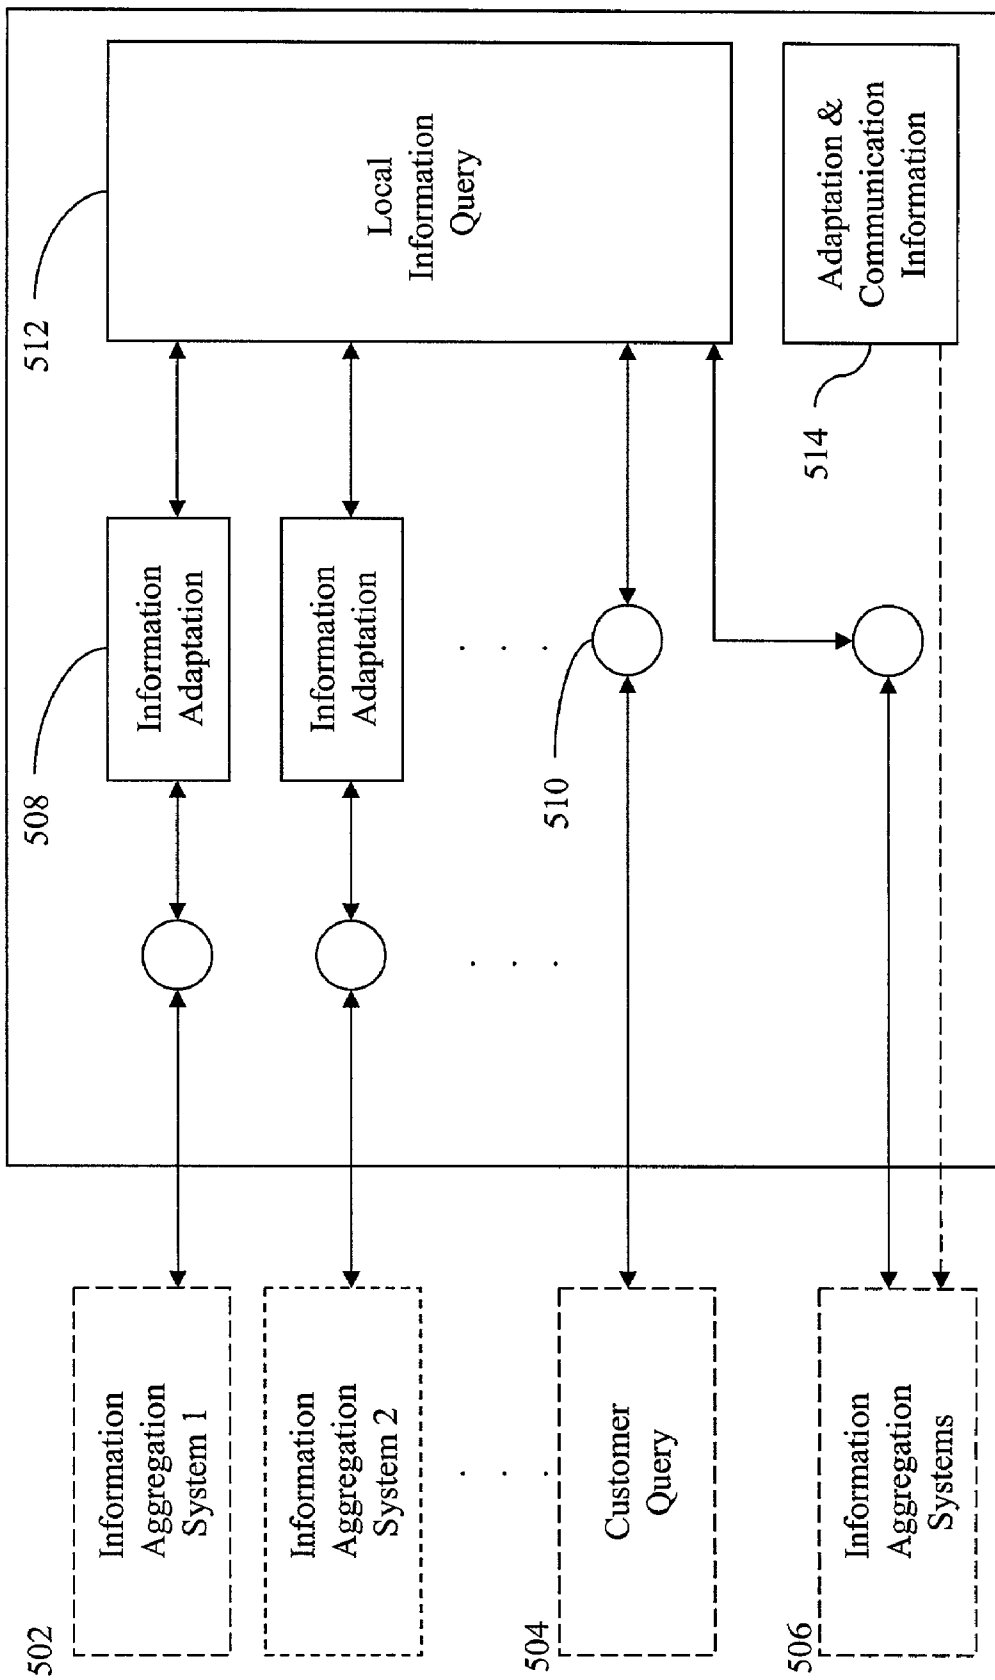 502
Information
Aggregation
System 1
Information
Aggregation
System 2
. . .
504
Customer
Query
506
Information
Aggregation
Systems
. . .
508
Information
Adaptation
Information
Adaptation
. . .
510
512
Local
Information
Query
514
Adaptation &
Communication
Information